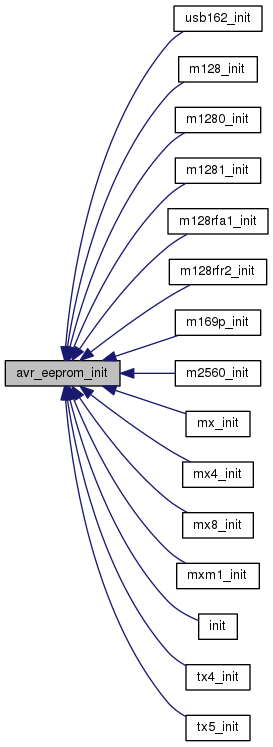 usb162_init
m128_init
m1280_init
m1281_init
m128rfa1_init
m128rfr2_init
m169p_init
avr_eeprom_init
m2560_init
mx_init
mx4_init
mx8_init
mxm1_init
init
tx4_init
tx5_init